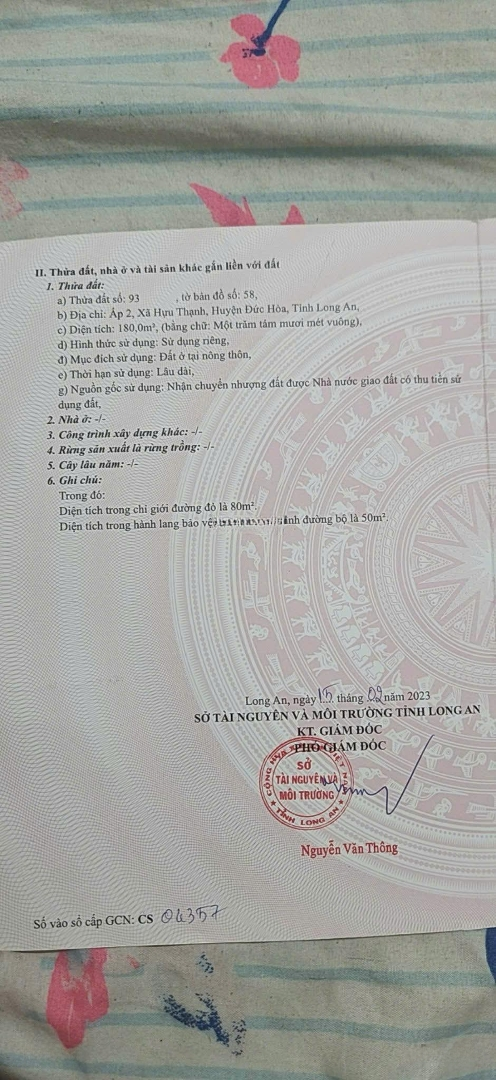 II. Thửa đất, nhà ở và tài sản khác gắn liền với đất
1. Thửa đất:
a) Thửa đất số: 93 , tờ bản đồ số: 58,
b) Địa chỉ: Ấp 2, Xã Hựu Thạnh, Huyện Đức Hòa, Tỉnh Long An,
c) Diện tích: 180,0m², (bằng chữ: Một trăm tám mươi mét vuông),
d) Hình thức sử dụng: Sử dụng riêng,
đ) Mục đích sử dụng: Đất ở tại nông thôn,
e) Thời hạn sử dụng: Lâu dài,
g) Nguồn gốc sử dụng: Nhận chuyển nhượng đất được Nhà nước giao đất có thu tiền sử
dụng đất,
2. Nhà ở: -/-
3. Công trình xây dựng khác: -/-
4. Rừng sản xuất là rừng trồng: -/-
5. Cây lâu năm: -/-
6. Ghi chú:
Trong đó:
Diện tích trong chỉ giới đường đỏ là 80m².
Diện tích trong hành lang bảo vệ đường bộ là 50m².
Long An, ngày 15 tháng 02 năm 2023
SỞ TÀI NGUYÊN VÀ MÔI TRƯỜNG TỈNH LONG AN
KT. GIÁM ĐỐC
PHÓ GIÁM ĐỐC
SỞ
TÀI NGUYÊN VÀ
MÔI TRƯỜNG
TỈNH LONG AN
Nguyễn Văn Thông
Số vào sổ cấp GCN: CS 04357